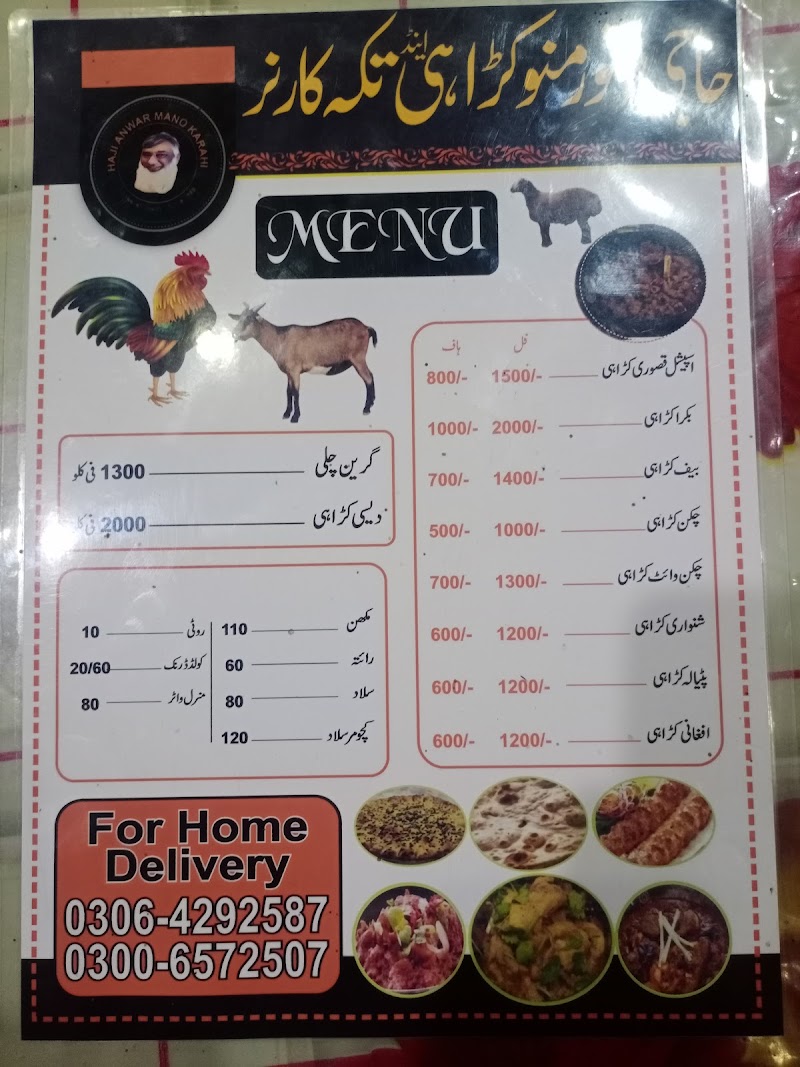 حاجی انور منو کڑاہی اینڈ تکہ کارنر
HAJI ANWAR MANO KARAHI
MENU
فل ہاف
اسپیشل قصوری کڑاہی 1500/- 800/-
بکرا کڑاہی 2000/- 1000/-
بیف کڑاہی 1400/- 700/-
چکن کڑاہی 1000/- 500/-
چکن وائٹ کڑاہی 1300/- 700/-
شنواری کڑاہی 1200/- 600/-
پٹیالہ کڑاہی 1200/- 600/-
افغانی کڑاہی 1200/- 600/-
گرین چلی 1300 فی کلو
دیسی کڑاہی 2000 فی کلو
مکھن 110
رائتہ 60
سلاد 80
کچومر سلاد 120
روٹی 10
کولڈ ڈرنک 20/60
منرل واٹر 80
For Home
Delivery
0306-4292587
0300-6572507